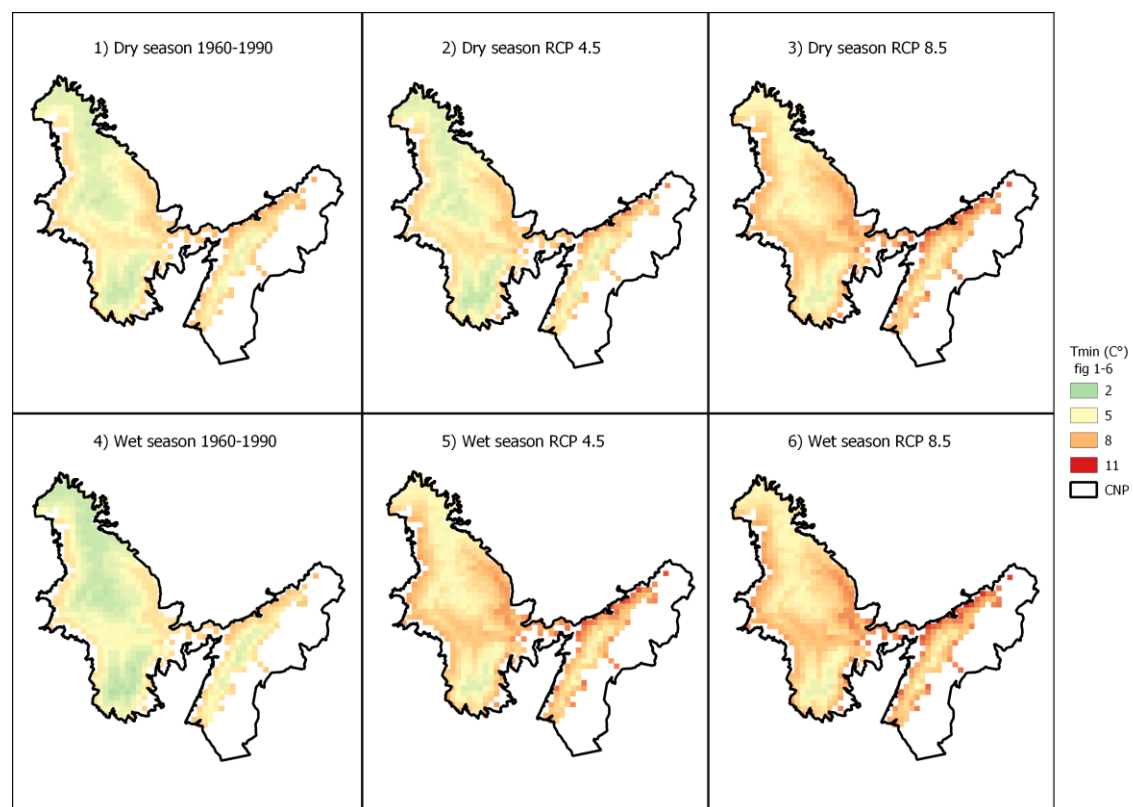 1) Dry season 1960-1990
2) Dry season RCP 4.5
3) Dry season RCP 8.5
4) Wet season 1960-1990
5) Wet season RCP 4.5
6) Wet season RCP 8.5
Tmin (C°)
fig 1-6
2
5
8
11
CNP